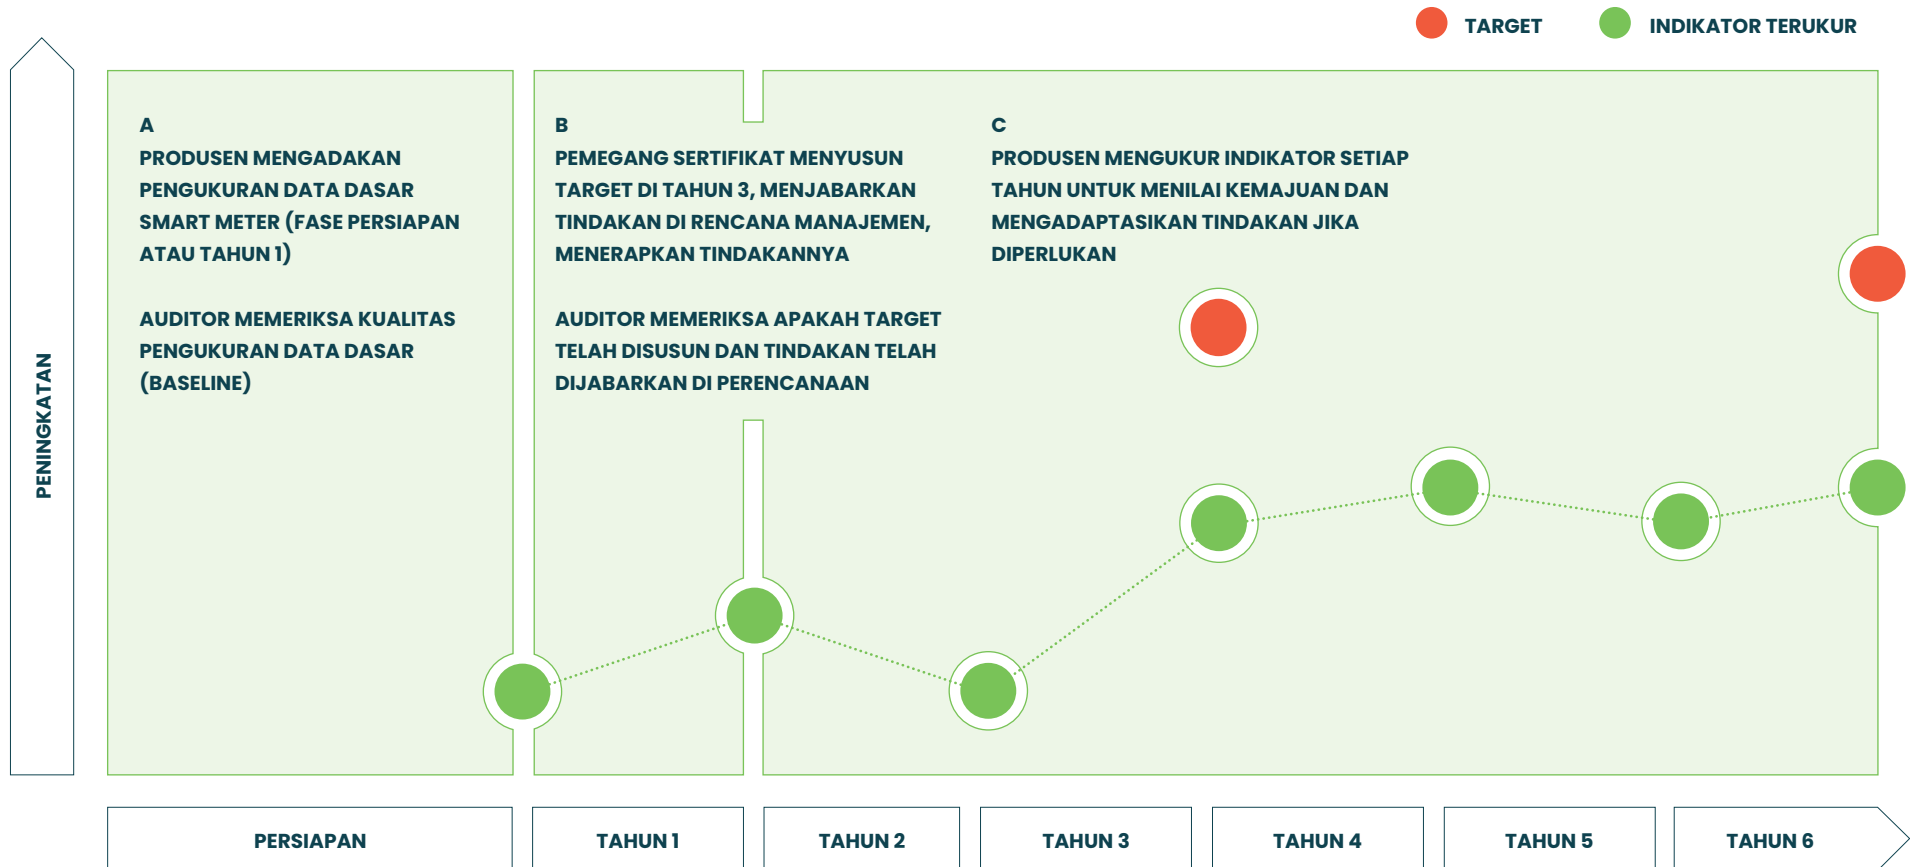 TARGET
INDIKATOR TERUKUR
PENINGKATAN
A
PRODUSEN MENGADAKAN
PENGUKURAN DATA DASAR
SMART METER (FASE PERSIAPAN
ATAU TAHUN 1)
AUDITOR MEMERIKSA KUALITAS
PENGUKURAN DATA DASAR
(BASELINE)
B
PEMEGANG SERTIFIKAT MENYUSUN
TARGET DI TAHUN 3, MENJABARKAN
TINDAKAN DI RENCANA MANAJEMEN,
MENERAPKAN TINDAKANNYA
AUDITOR MEMERIKSA APAKAH TARGET
TELAH DISUSUN DAN TINDAKAN TELAH
DIJABARKAN DI PERENCANAAN
C
PRODUSEN MENGUKUR INDIKATOR SETIAP
TAHUN UNTUK MENILAI KEMAJUAN DAN
MENGADAPTASIKAN TINDAKAN JIKA
DIPERLUKAN
PERSIAPAN
TAHUN 1
TAHUN 2
TAHUN 3
TAHUN 4
TAHUN 5
TAHUN 6